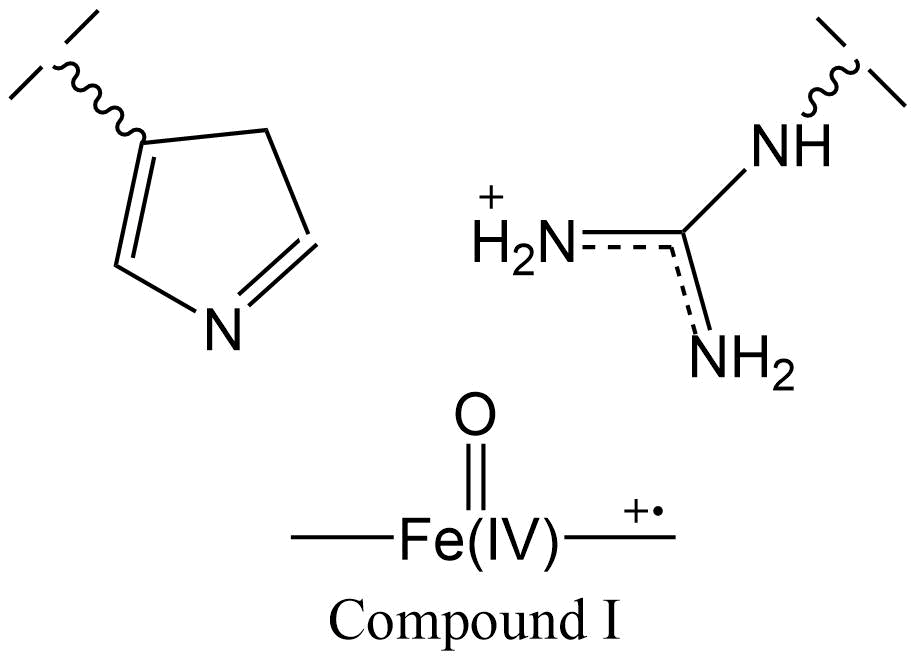 NH
+
H2N
N
NH2
O
+•
Fe(IV)
Compound I